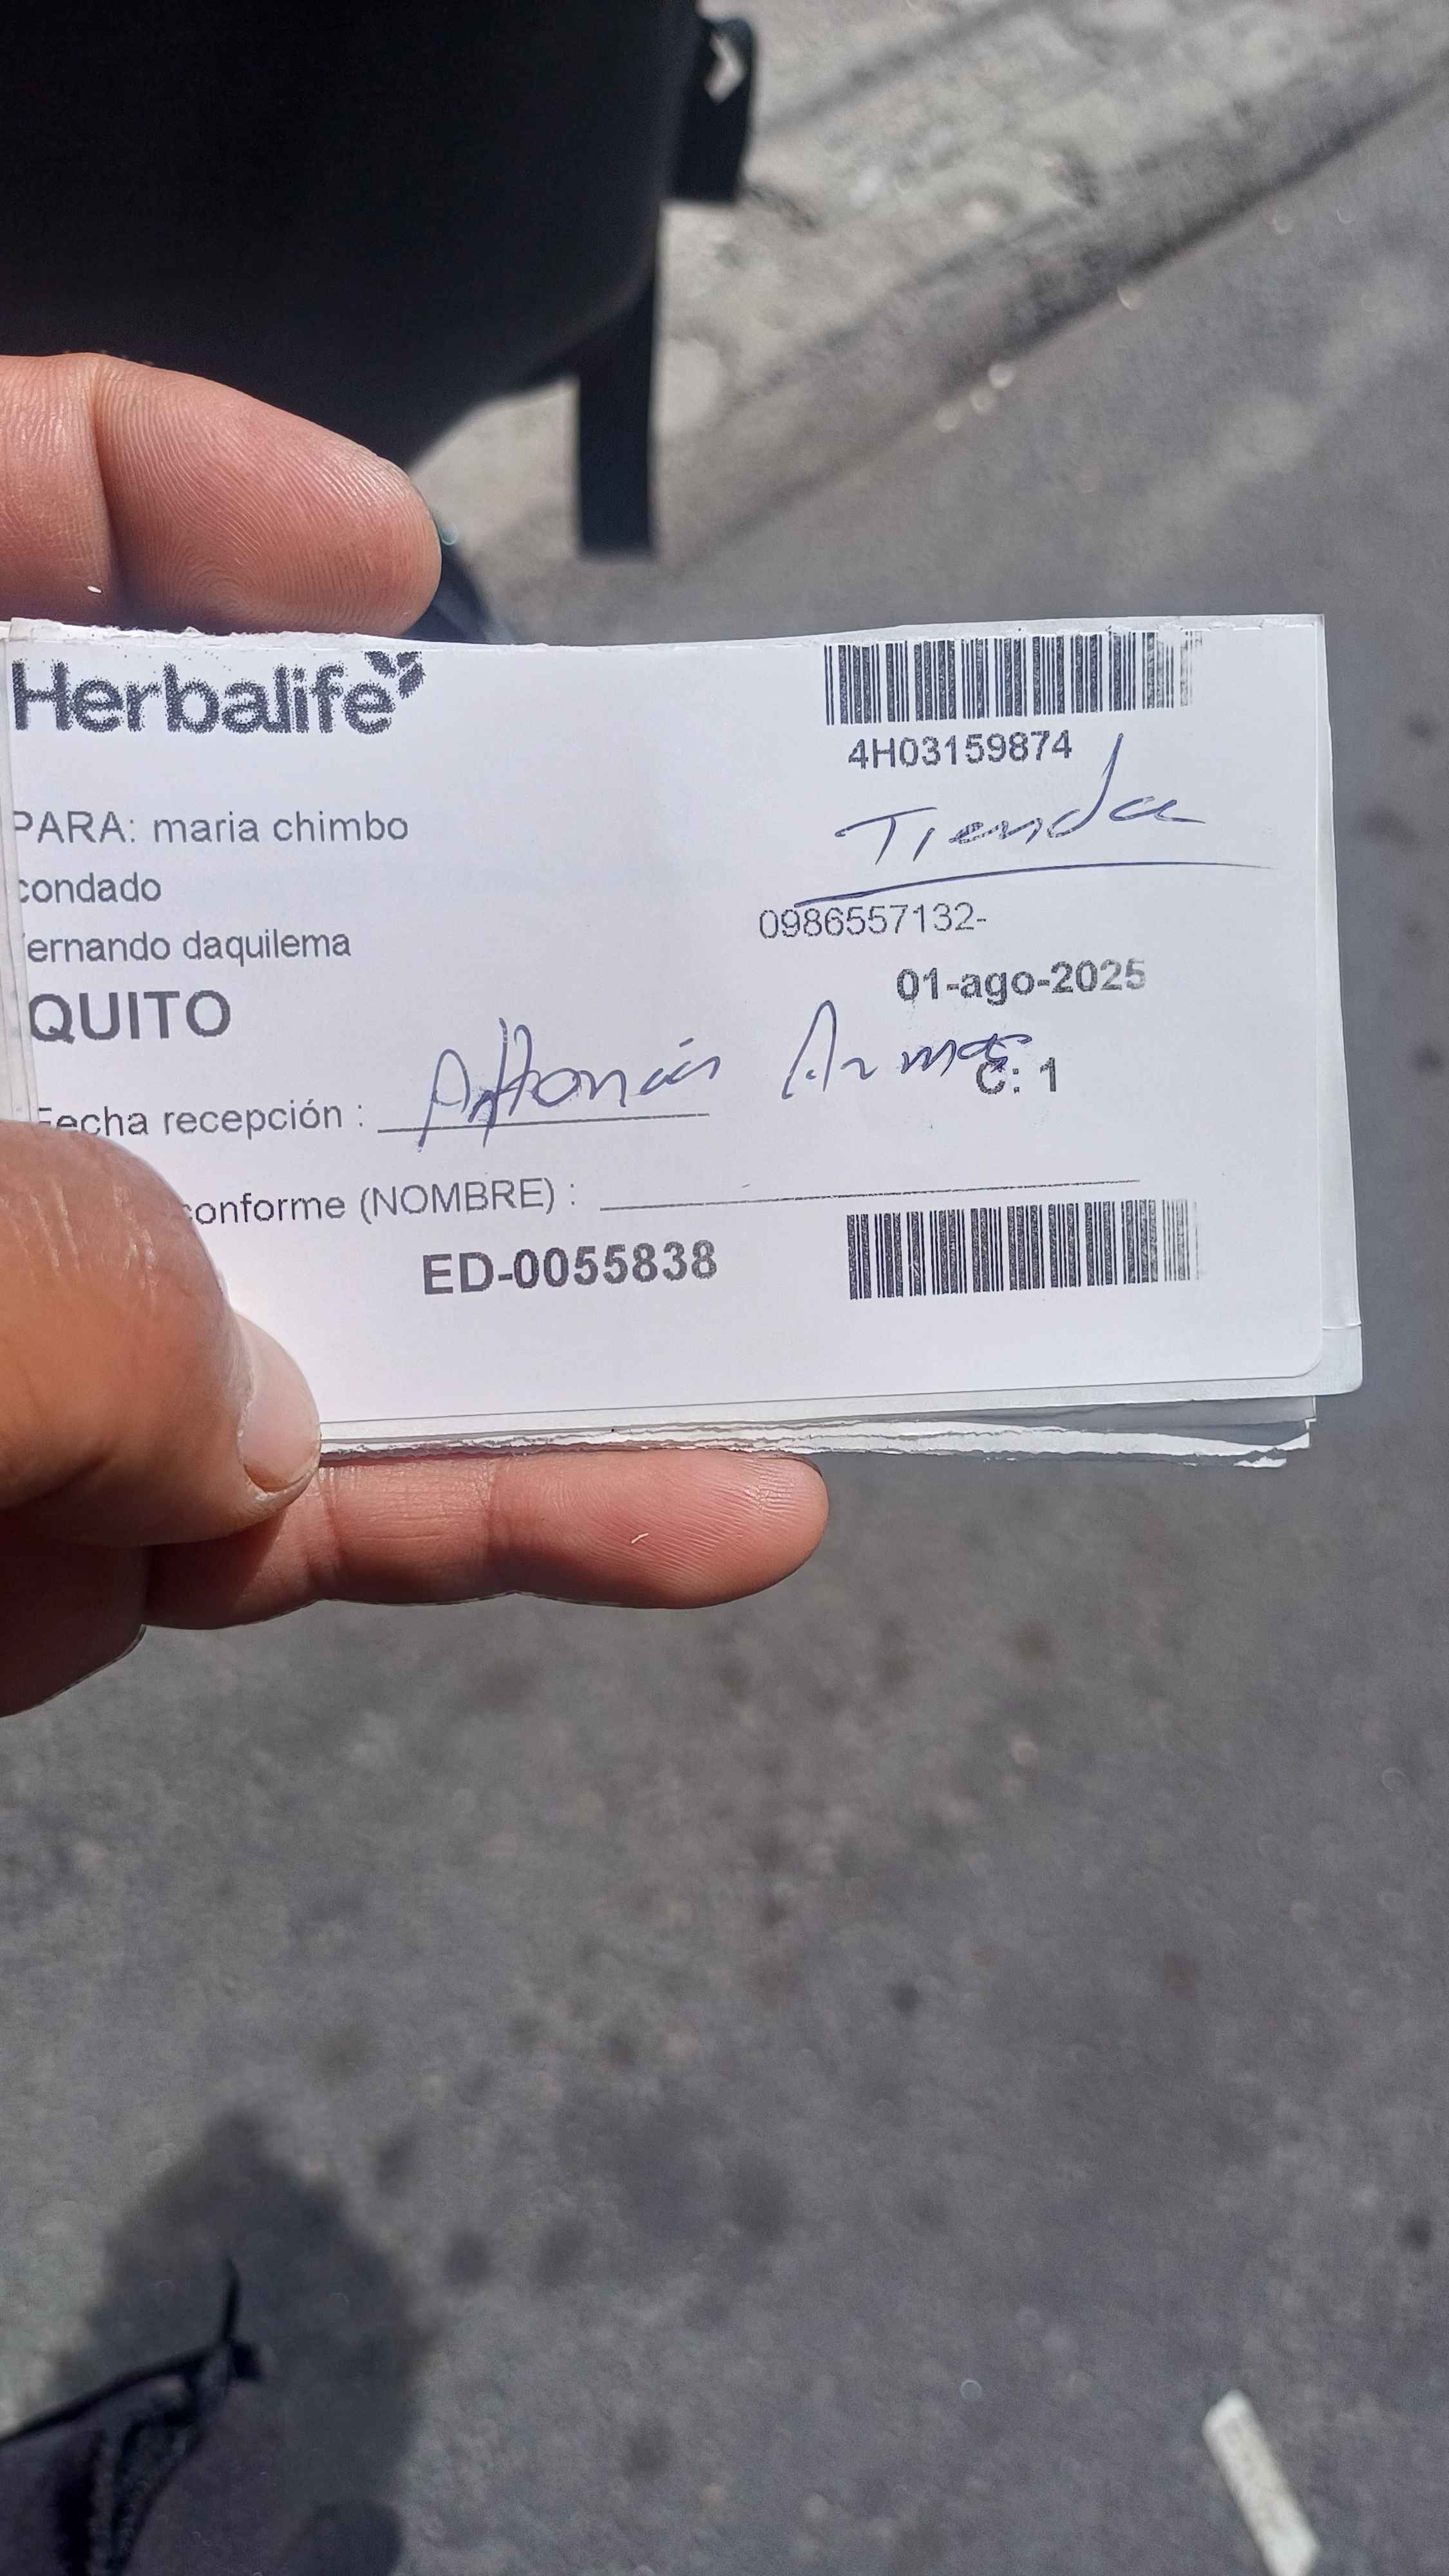 Herbalife
4H03159874
Tienda
PARA: maria chimbo
condado
0986557132-
ernando daquilema
01-ago-2025
QUITO
C: 1
Fecha recepción :
conforme (NOMBRE) :
ED-0055838